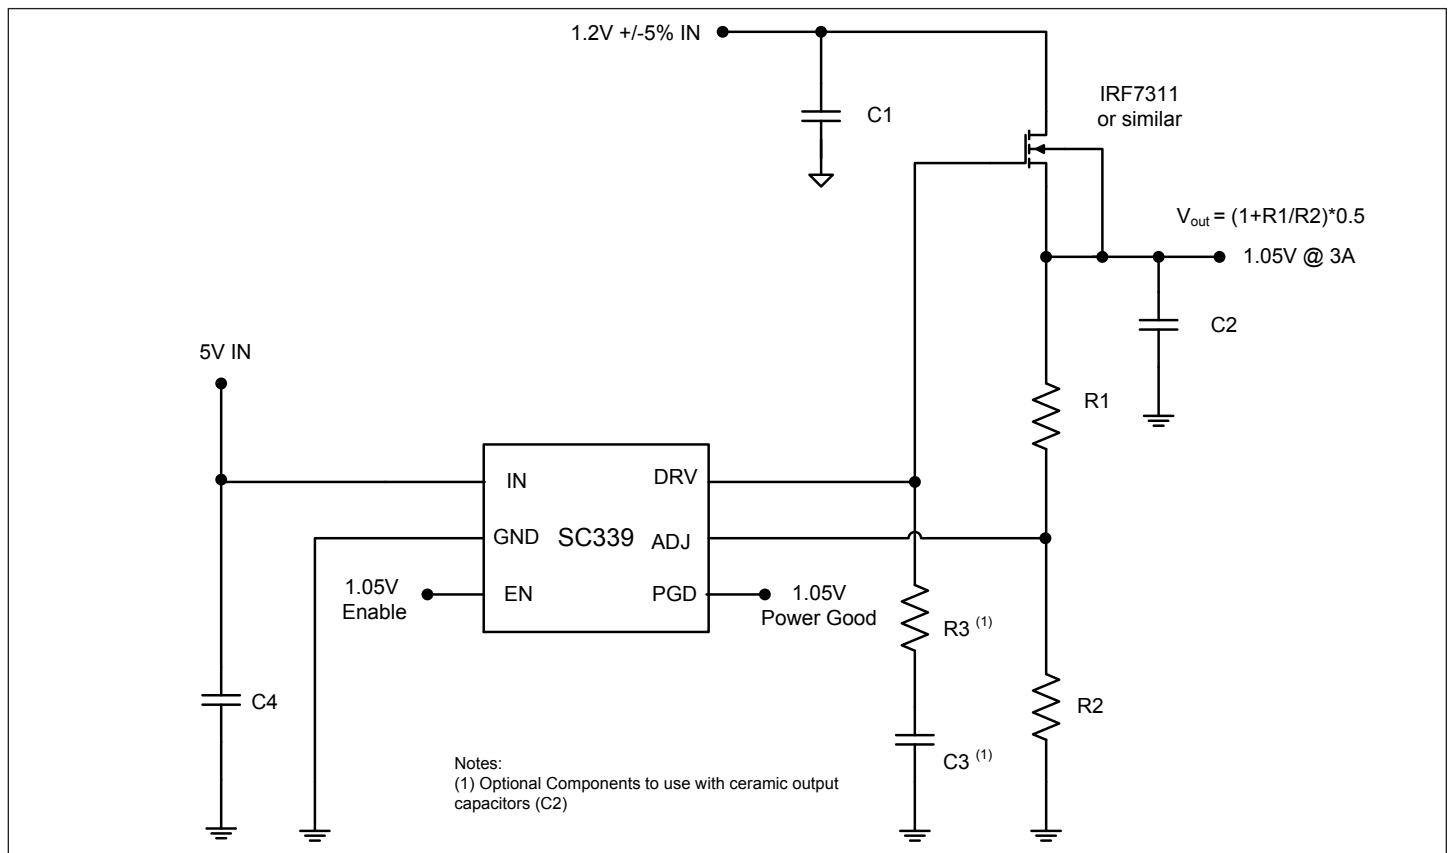 1.2V +/-5% IN
C1
IRF7311
or similar
Vout = (1+R1/R2)*0.5
1.05V @ 3A
C2
5V IN
R1
IN
DRV
GND
SC339
ADJ
EN
PGD
1.05V
Enable
1.05V
Power Good
R3 (1)
C4
R2
C3 (1)
Notes:
(1) Optional Components to use with ceramic output
capacitors (C2)